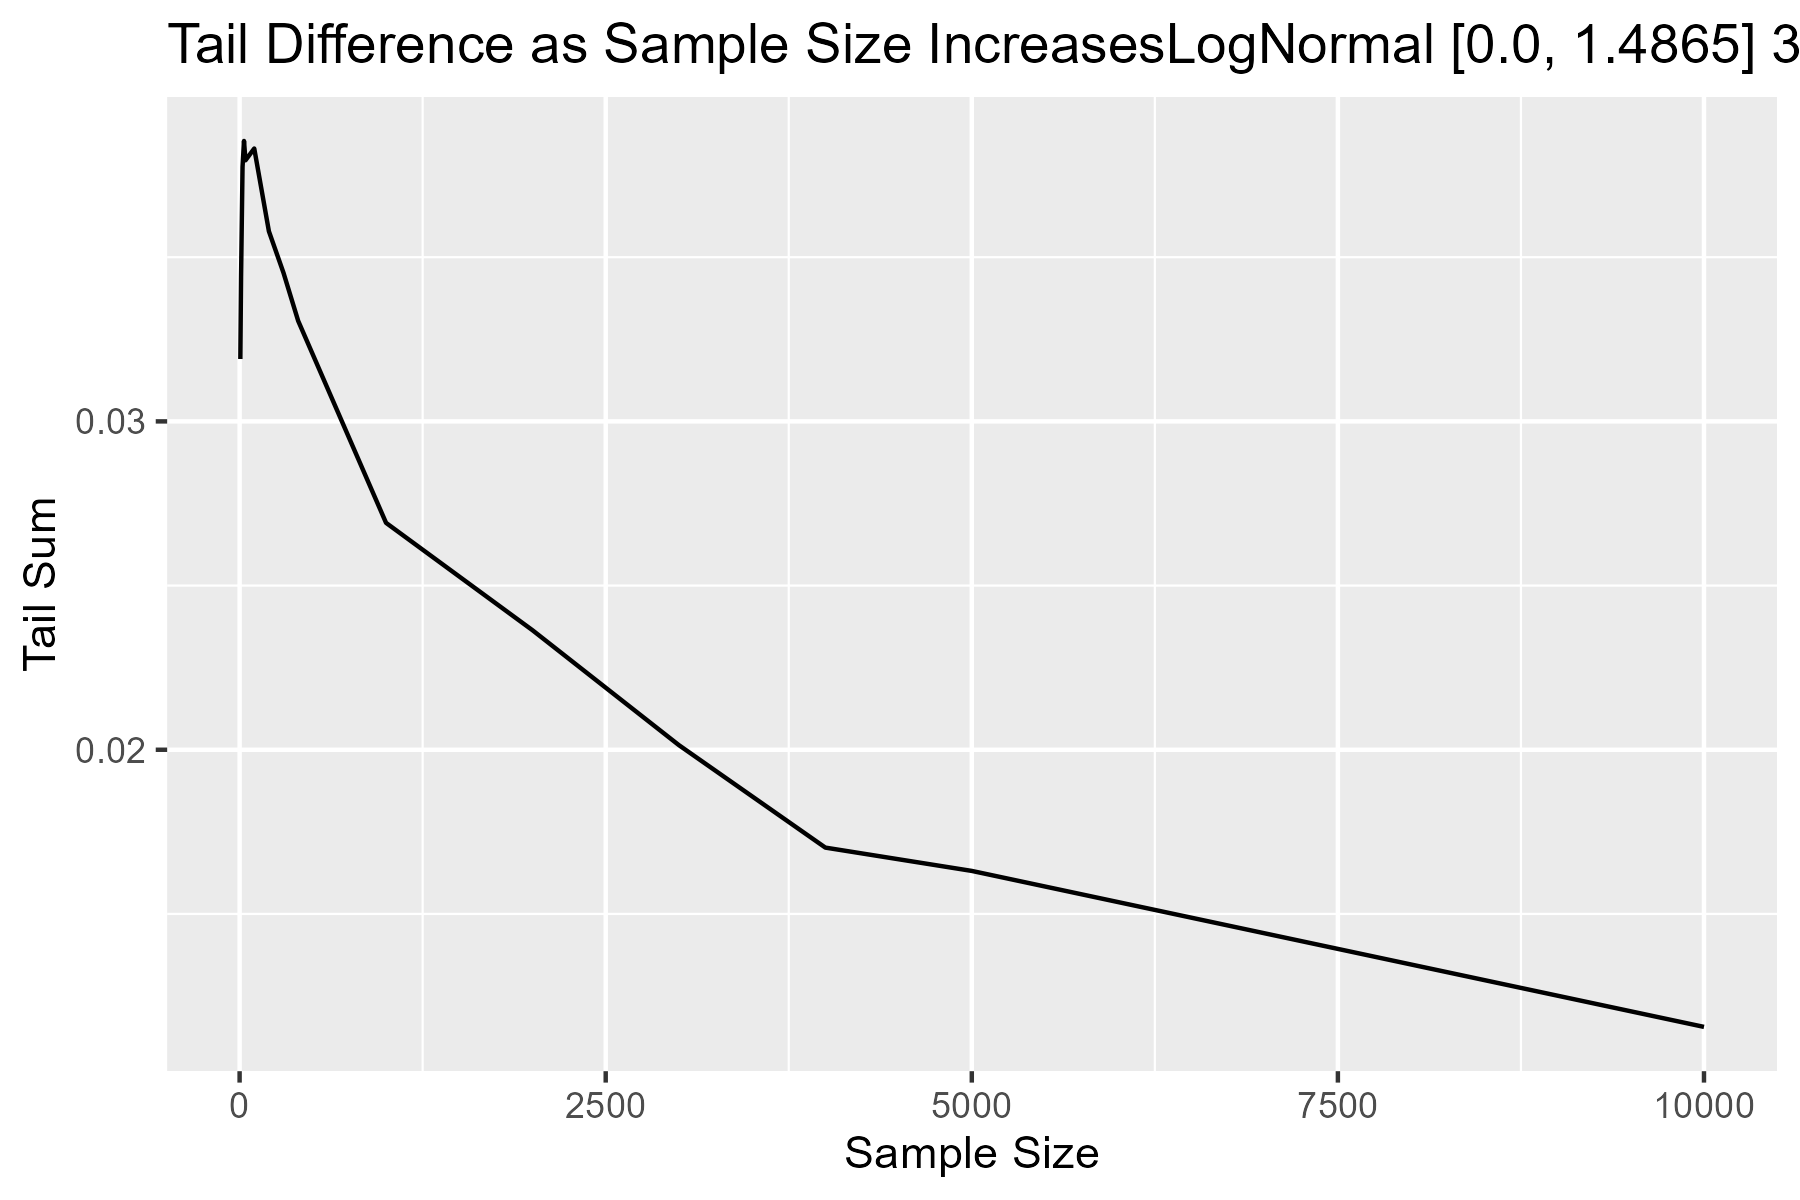 Tail Difference as Sample Size IncreasesLogNormal [0.0, 1.4865] 3
Tail Sum
0.03
0.02
0
2500
5000
7500
10000
Sample Size